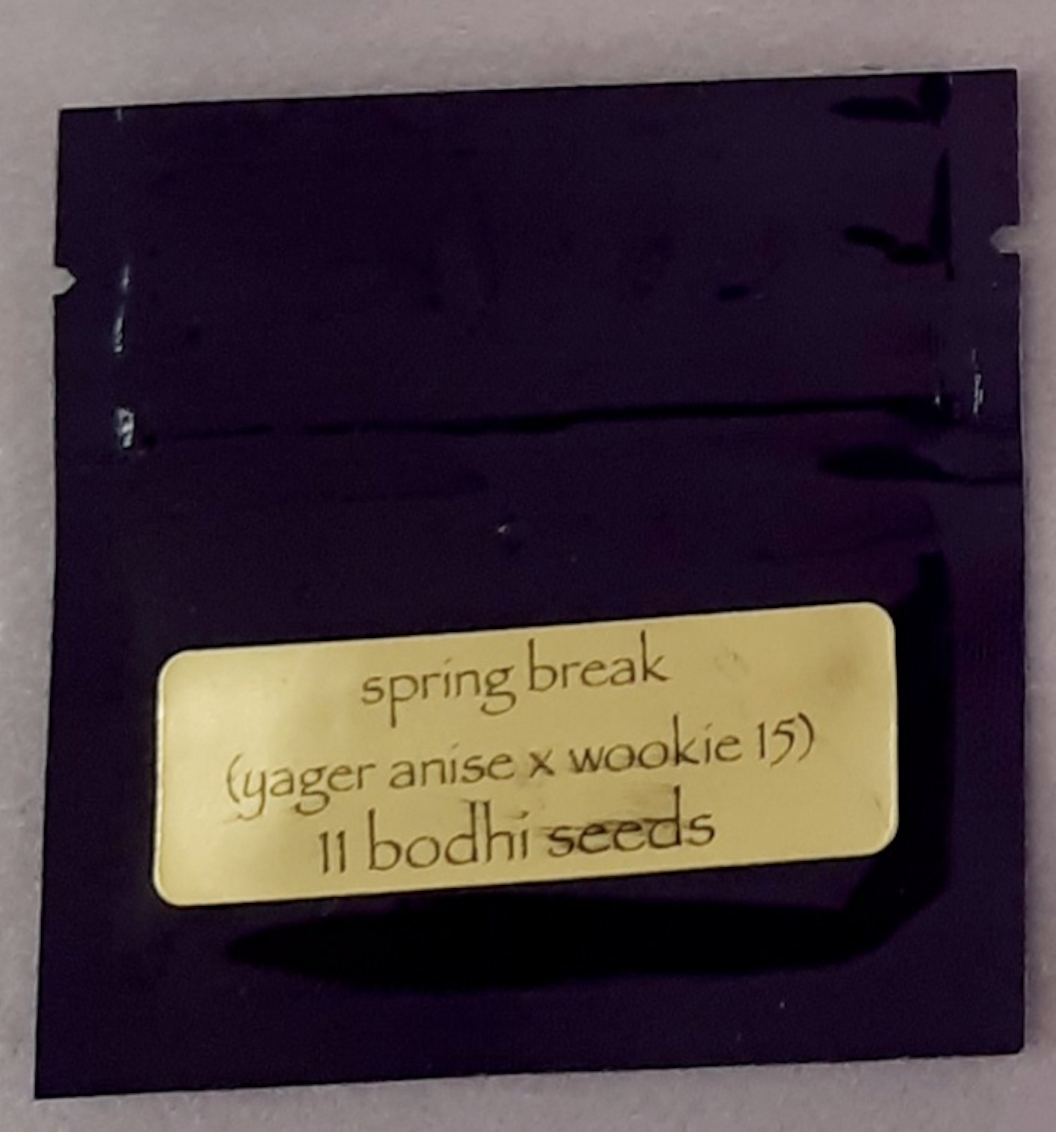 spring break
(yager anise x wookie 15)
11 bodhi seeds